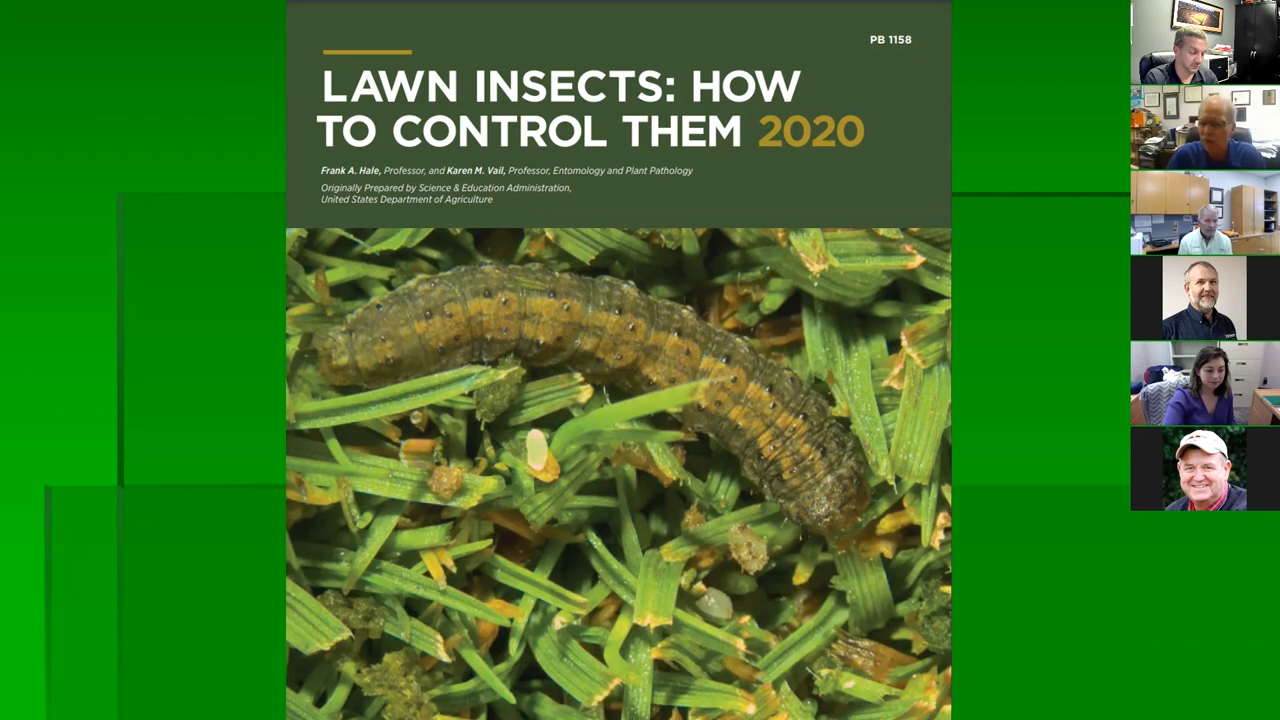 PB 1158
LAWN INSECTS: HOW
TO CONTROL THEM 2020
Frank A. Hale, Professor, and Karen M. Vail, Professor, Entomology and Plant Pathology
Originally Prepared by Science & Education Administration,
United States Department of Agriculture